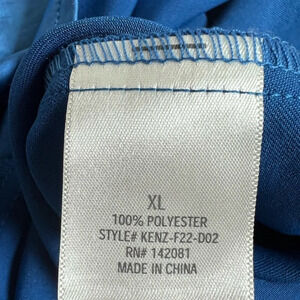 XL
100% POLYESTER
STYLE# KENZ-F22-D02
RN# 142081
MADE IN CHINA